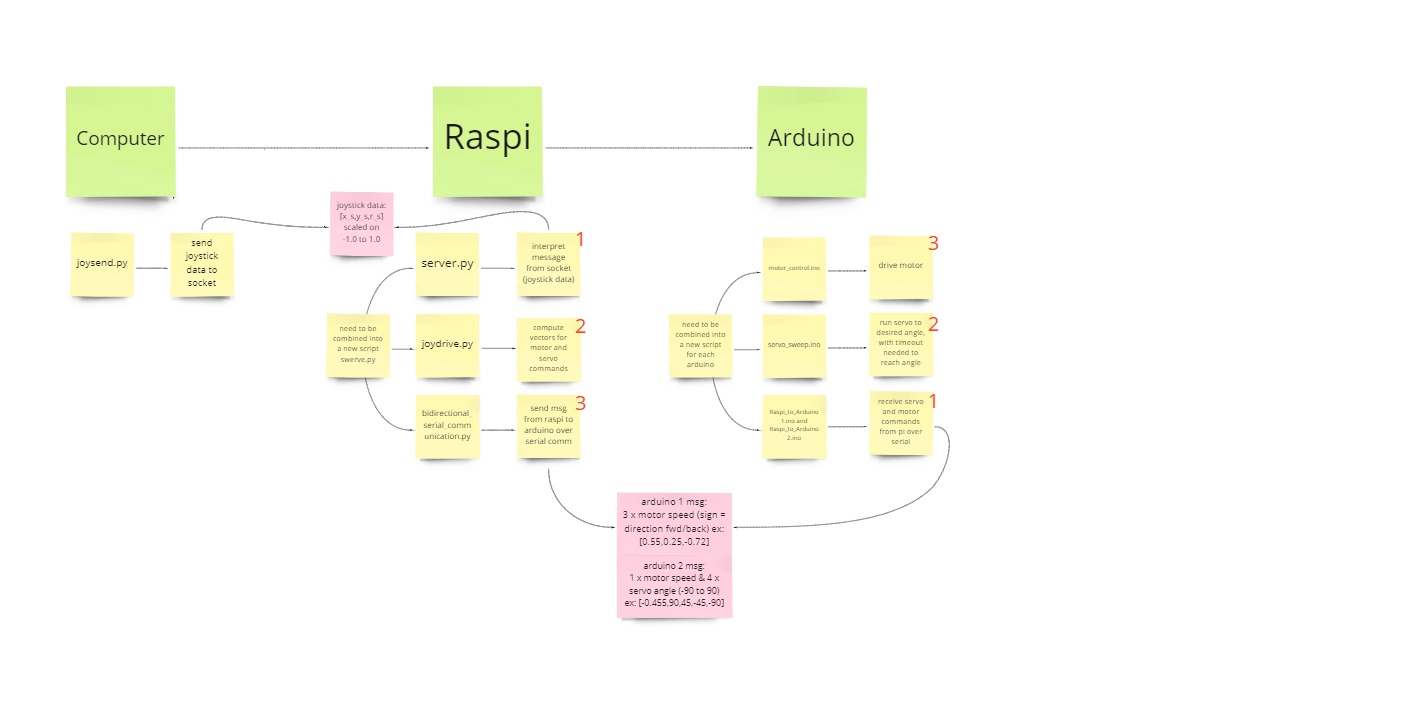 Computer
Raspi
Arduino
joystick data:
[x_s,y_s,r_s]
scaled on
-1.0 to 1.0
joysend.py
send
joystick
data to
socket
server.py
interpret
message
from socket
(joystick data)
1
need to be
combined into
a new script
swerve.py
joydrive.py
compute
vectors for
motor and
servo
commands
2
bidirectional_
serial_comm
unication.py
send msg
from raspi to
arduino over
serial comm
3
motor_control.ino
drive motor
3
need to be
combined into
a new script
for each
arduino
servo_sweep.ino
run servo to
desired angle,
with timeout
needed to
reach angle
2
Raspi_to_Arduino
1.ino and
Raspi_to_Arduino
2.ino
receive servo
and motor
commands
from pi over
serial
1
arduino 1 msg:
3 x motor speed (sign =
direction fwd/back) ex:
[0.55,0.25,-0.72]
arduino 2 msg:
1 x motor speed & 4 x
servo angle (-90 to 90)
ex: [-0.455,90,45,-45,-90]